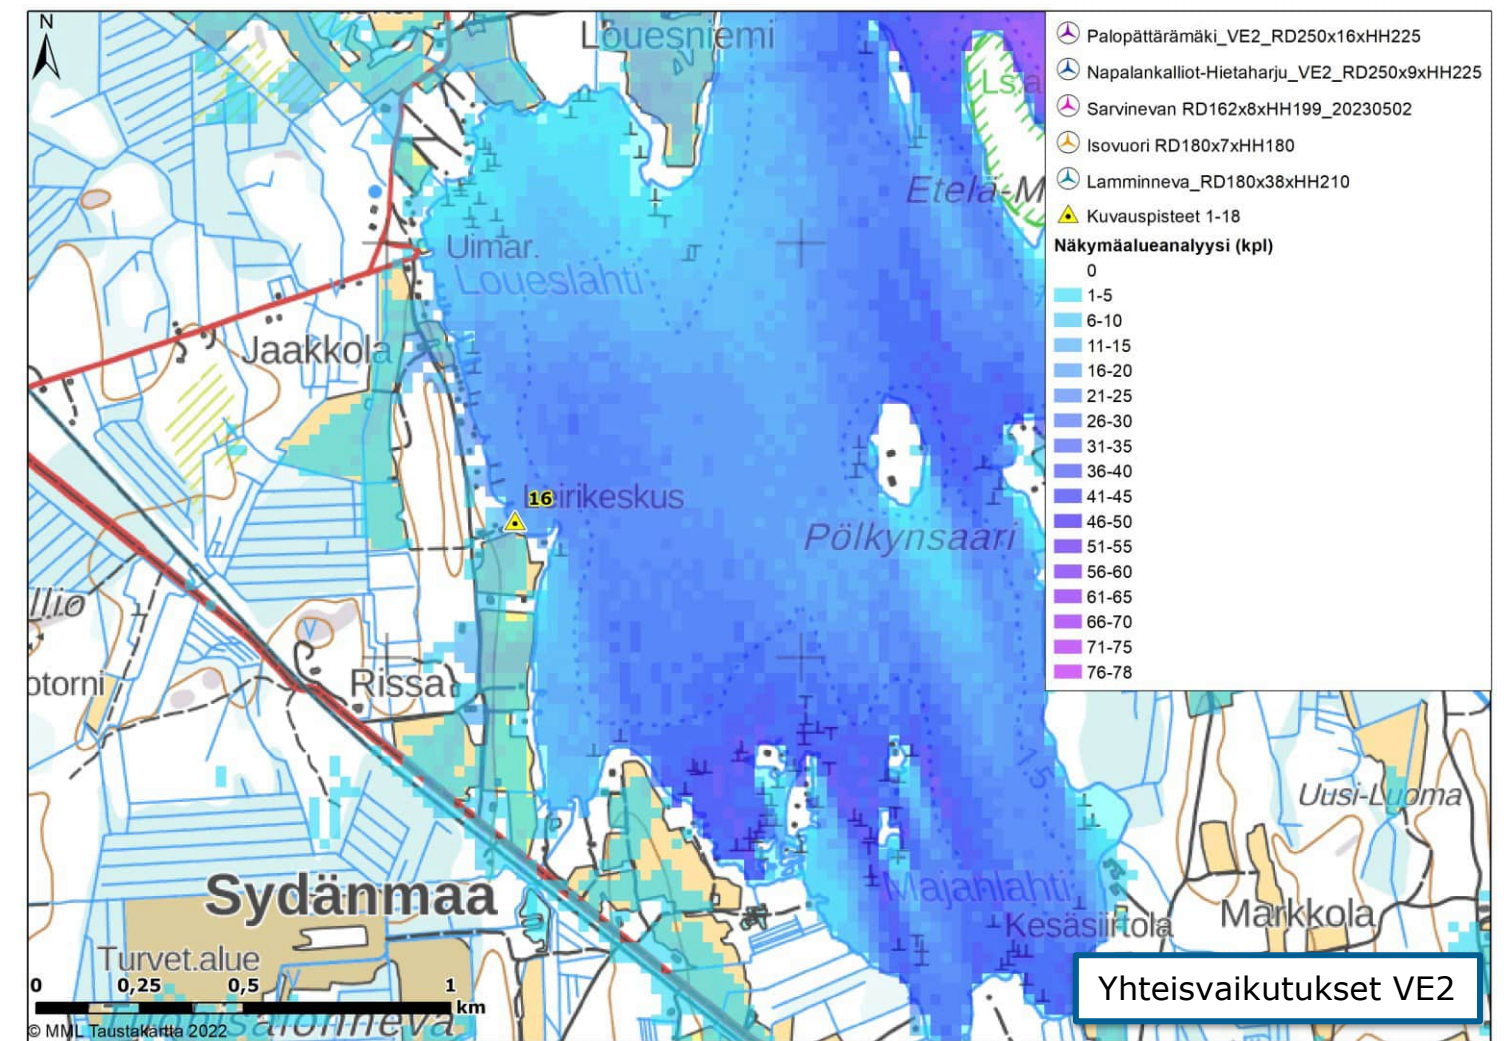 N
Louesniemi
Ls.a
Etelä-M
Uimar.
Loueslahti
Jaakkola
16
Leirikeskus
Pölkynsaari
llio
otorni
Rissa
Uusi-Luoma
Sydänmaa
Majanlahti
Kesäsiirtola
Markkola
Turvet.alue
0 0,25 0,5 1
km
© MML Taustakartta 2022
Palopättärämäki_VE2_RD250x16xHH225
Napalankalliot-Hietaharju_VE2_RD250x9xHH225
Sarvinevan RD162x8xHH199_20230502
Isovuori RD180x7xHH180
Lamminneva_RD180x38xHH210
Kuvauspisteet 1-18
Näkymäalueanalyysi (kpl)
0
1-5
6-10
11-15
16-20
21-25
26-30
31-35
36-40
41-45
46-50
51-55
56-60
61-65
66-70
71-75
76-78
Yhteisvaikutukset VE2